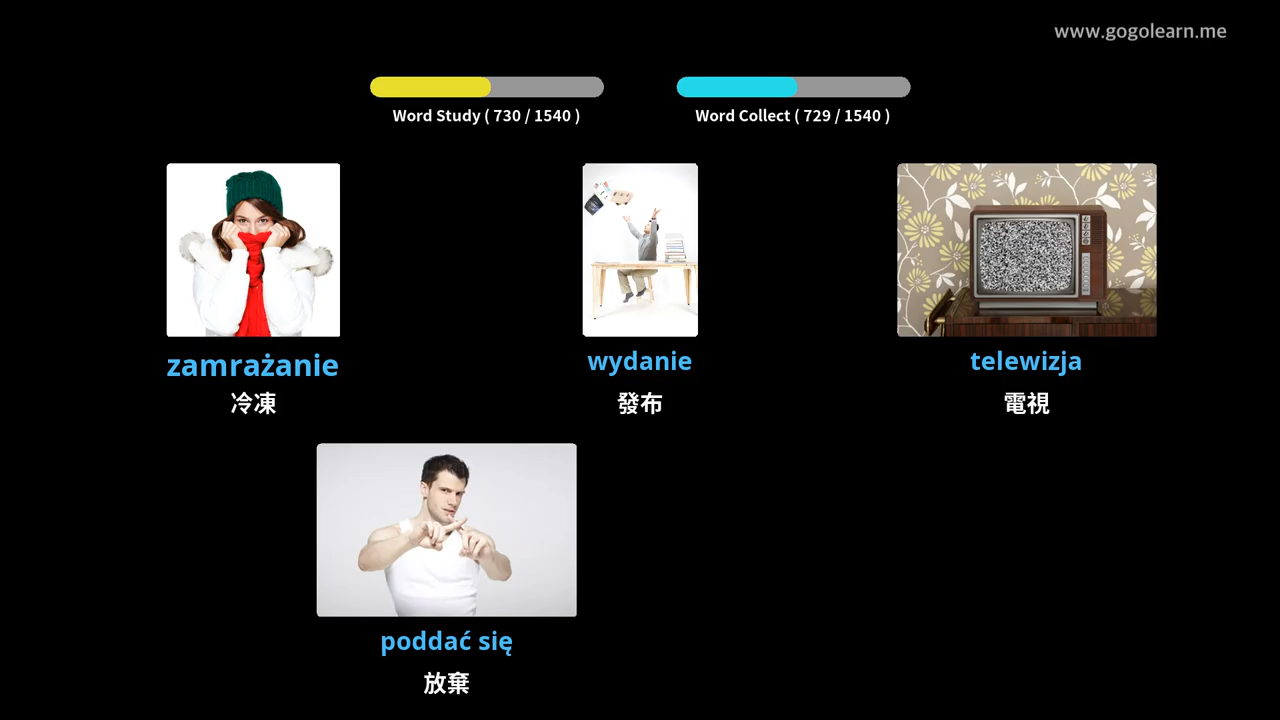 www.gogolearn.me
Word Study ( 730 / 1540 )
Word Collect ( 729 / 1540 )
zamrażanie
冷凍
wydanie
發布
telewizja
電視
poddać się
放棄